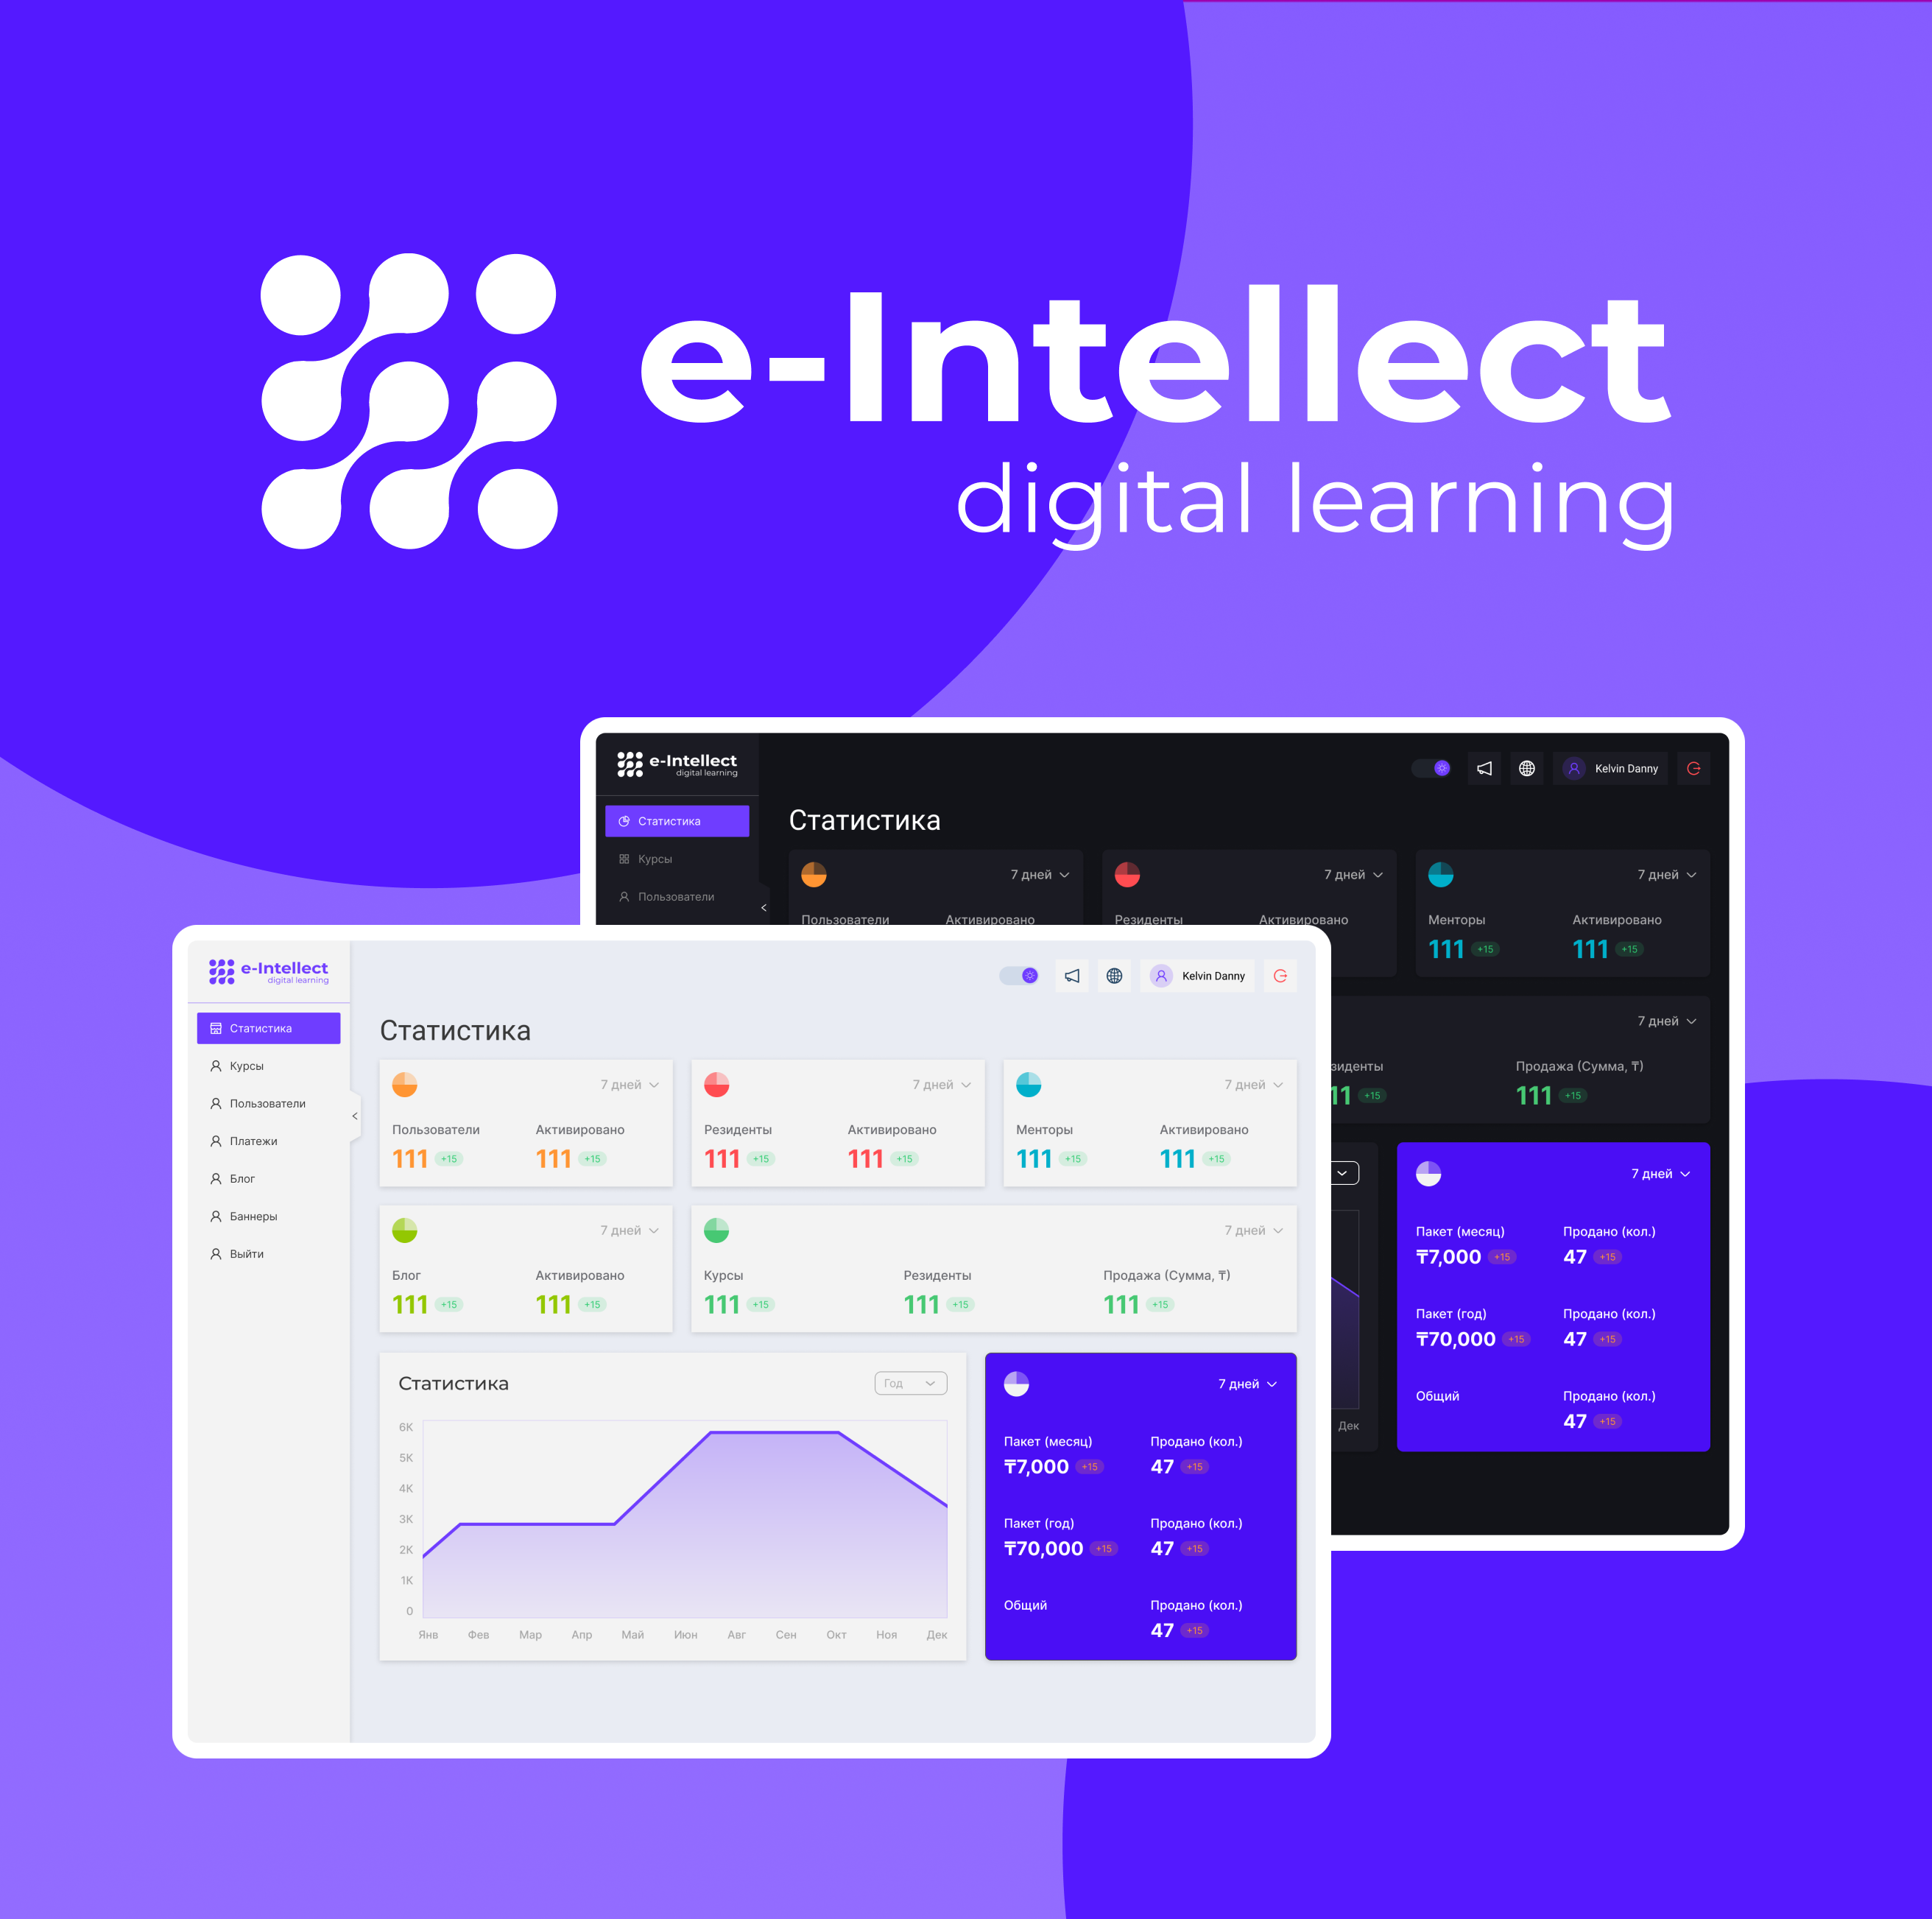 e-Intellect
digital learning
e-Intellect
digital learning
Kelvin Danny
Статистика
Курсы
Пользователи
Статистика
7 дней
7 дней
7 дней
Пользователи Активировано
Резиденты Активировано
Менторы Активировано
111 +15 111 +15
7 дней
Продажа (Сумма, ₸)
11 +15 111 +15
7 дней
Пакет (месяц) Продано (кол.)
₸7,000 +15 47 +15
Пакет (год) Продано (кол.)
₸70,000 +15 47 +15
Общий Продано (кол.)
47 +15
Дек
e-Intellect
digital learning
Kelvin Danny
Статистика
Курсы
Пользователи
Платежи
Блог
Баннеры
Выйти
Статистика
7 дней
Пользователи Активировано
111 +15 111 +15
7 дней
Резиденты Активировано
111 +15 111 +15
7 дней
Менторы Активировано
111 +15 111 +15
7 дней
Блог Активировано
111 +15 111 +15
7 дней
Курсы Резиденты Продажа (Сумма, ₸)
111 +15 111 +15 111 +15
Статистика Год
6K
5K
4K
3K
2K
1K
0
Янв Фев Мар Апр Май Июн Авг Сен Окт Ноя Дек
7 дней
Пакет (месяц) Продано (кол.)
₸7,000 +15 47 +15
Пакет (год) Продано (кол.)
₸70,000 +15 47 +15
Общий Продано (кол.)
47 +15